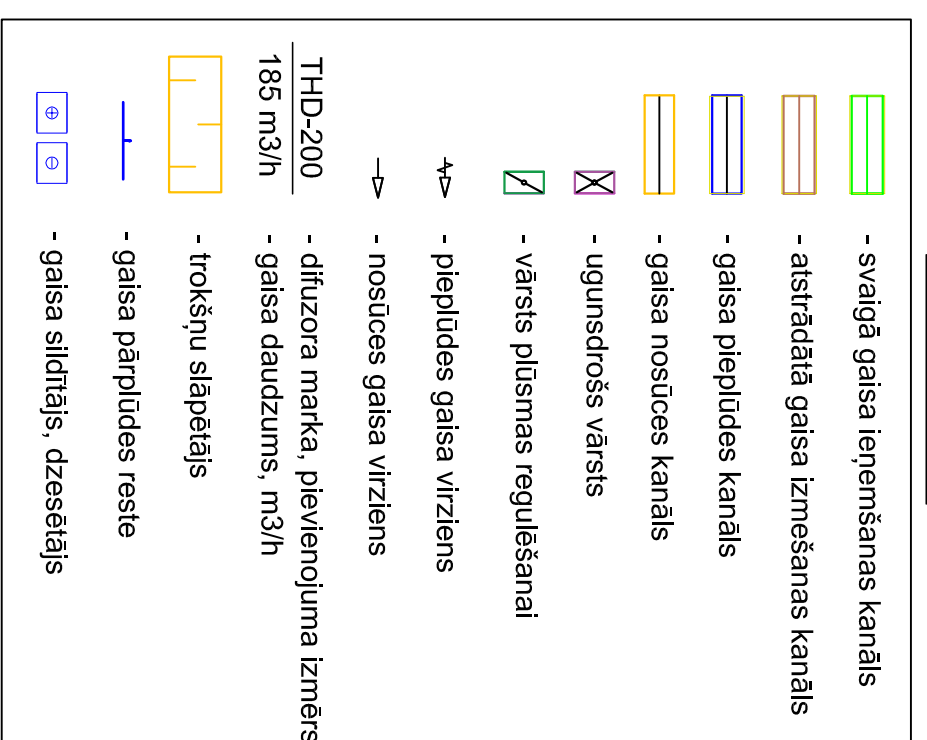 - svaigā gaisa ieņemšanas kanāls
- atstrādātā gaisa izmešanas kanāls
- gaisa pieplūdes kanāls
- gaisa nosūces kanāls
- ugunsdrošs vārsts
- vārsts plūsmas regulēšanai
- pieplūdes gaisa virziens
- nosūces gaisa virziens
THD-200 - difuzora marka, pievienojuma izmērs
185 m3/h - gaisa daudzums, m3/h
- trokšņu slāpētājs
- gaisa pārplūdes reste
- gaisa sildītājs, dzesētājs